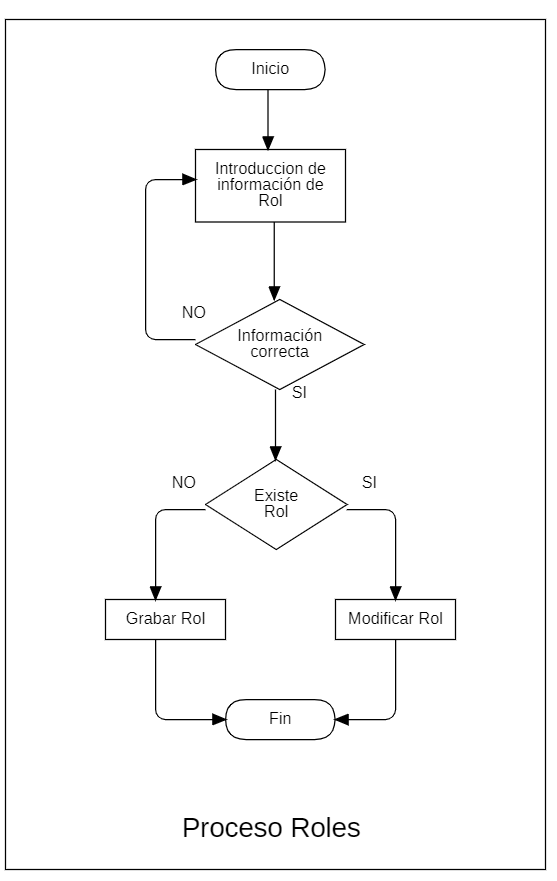 Inicio
Introduccion de
información de
Rol
NO
Información
correcta
SI
NO
Existe
Rol
SI
Grabar Rol
Modificar Rol
Fin
Proceso Roles